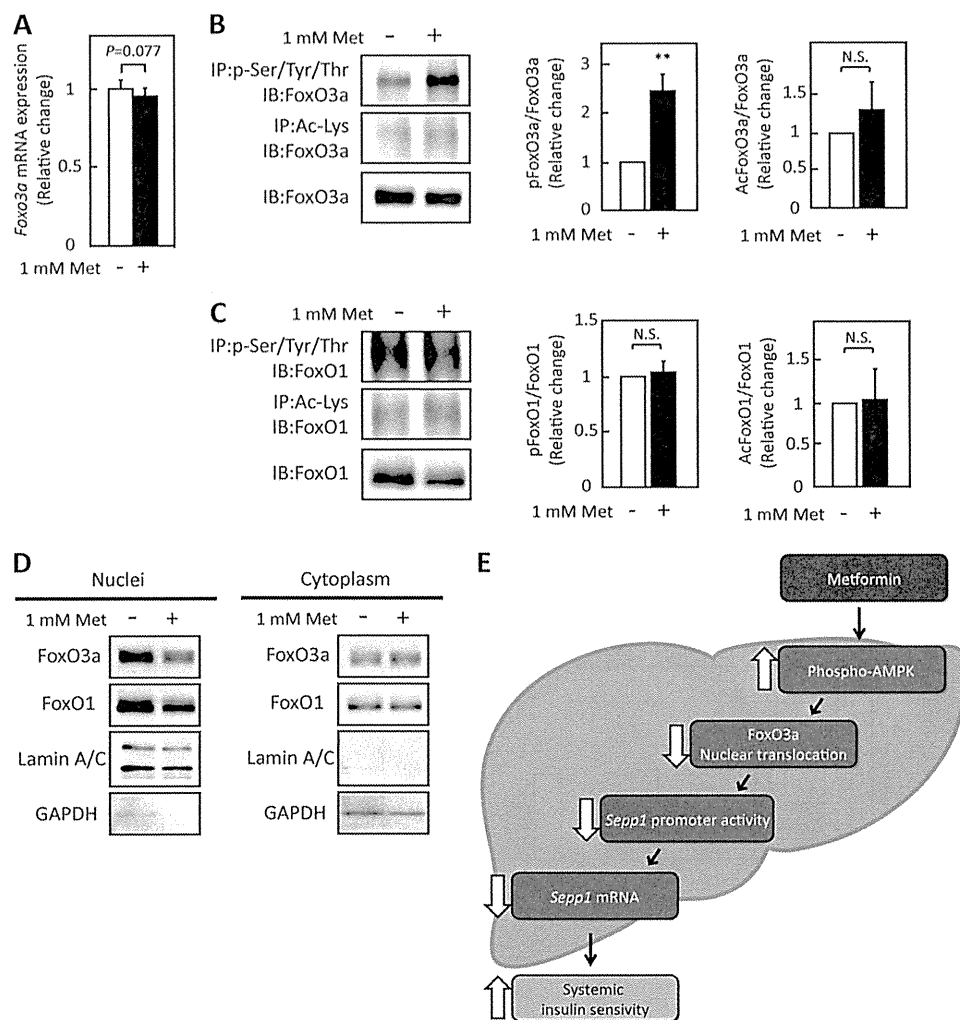 A
Foxo3a mRNA expression
(Relative change)
P=0.077
1
0.5
0
1 mM Met - +
B
1 mM Met - +
IP:p-Ser/Tyr/Thr
IB:FoxO3a
IP:Ac-Lys
IB:FoxO3a
IB:FoxO3a
pFoxO3a/FoxO3a
(Relative change)
3
2
1
0
**
1 mM Met - +
AcFoxO3a/FoxO3a
(Relative change)
1.5
1
0.5
0
N.S.
1 mM Met - +
C
1 mM Met - +
IP:p-Ser/Tyr/Thr
IB:FoxO1
IP:Ac-Lys
IB:FoxO1
IB:FoxO1
pFoxO1/FoxO1
(Relative change)
1.5
1
0.5
0
N.S.
1 mM Met - +
AcFoxO1/FoxO1
(Relative change)
1.5
1
0.5
0
N.S.
1 mM Met - +
D
Nuclei
1 mM Met - +
FoxO3a
FoxO1
Lamin A/C
GAPDH
Cytoplasm
1 mM Met - +
FoxO3a
FoxO1
Lamin A/C
GAPDH
E
Metformin
Phospho-AMPK
FoxO3a
Nuclear translocation
Sepp1 promoter activity
Sepp1 mRNA
Systemic
insulin sensivity